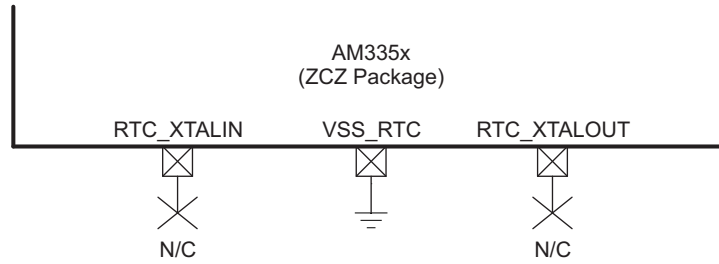 AM335x
(ZCZ Package)
RTC_XTALIN VSS_RTC RTC_XTALOUT
N/C N/C